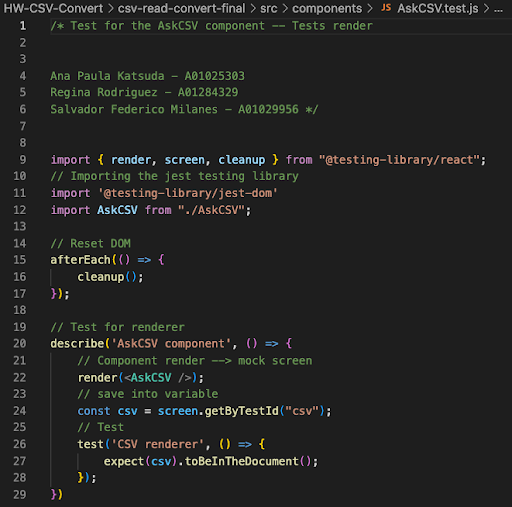 HW-CSV-Convert > csv-read-convert-final > src > components > JS AskCSV.test.js > ...
1 /* Test for the AskCSV component -- Tests render
2
3
4 Ana Paula Katsuda - A01025303
5 Regina Rodriguez - A01284329
6 Salvador Federico Milanes - A01029956 */
7
8
9 import { render, screen, cleanup } from "@testing-library/react";
10 // Importing the jest testing library
11 import '@testing-library/jest-dom'
12 import AskCSV from "./AskCSV";
13
14 // Reset DOM
15 afterEach(() => {
16     cleanup();
17 });
18
19 // Test for renderer
20 describe('AskCSV component', () => {
21     // Component render --> mock screen
22     render(<AskCSV />);
23     // save into variable
24     const csv = screen.getByTestId("csv");
25     // Test
26     test('CSV renderer', () => {
27         expect(csv).toBeInTheDocument();
28     });
29 })